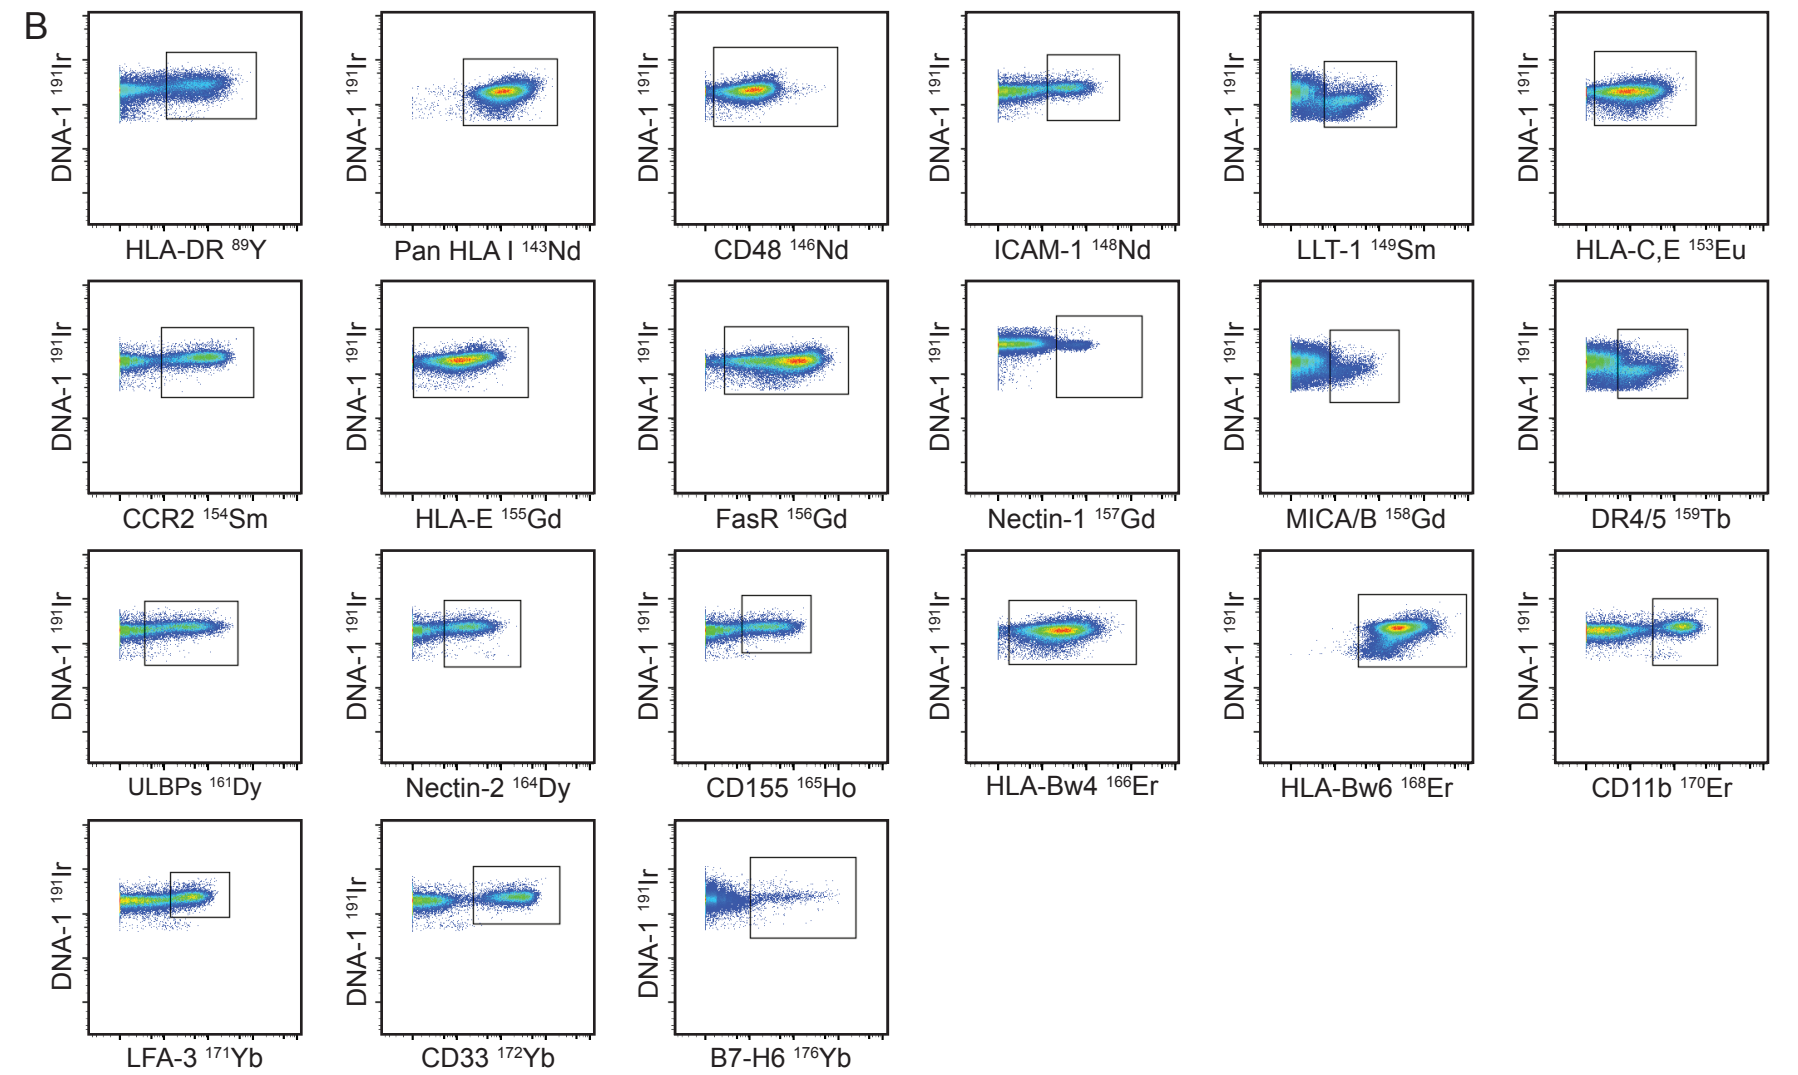 B
DNA-1 ¹⁹¹Ir
HLA-DR ⁸⁹Y
DNA-1 ¹⁹¹Ir
Pan HLA I ¹⁴³Nd
DNA-1 ¹⁹¹Ir
CD48 ¹⁴⁶Nd
DNA-1 ¹⁹¹Ir
ICAM-1 ¹⁴⁸Nd
DNA-1 ¹⁹¹Ir
LLT-1 ¹⁴⁹Sm
DNA-1 ¹⁹¹Ir
HLA-C,E ¹⁵³Eu
DNA-1 ¹⁹¹Ir
CCR2 ¹⁵⁴Sm
DNA-1 ¹⁹¹Ir
HLA-E ¹⁵⁵Gd
DNA-1 ¹⁹¹Ir
FasR ¹⁵⁶Gd
DNA-1 ¹⁹¹Ir
Nectin-1 ¹⁵⁷Gd
DNA-1 ¹⁹¹Ir
MICA/B ¹⁵⁸Gd
DNA-1 ¹⁹¹Ir
DR4/5 ¹⁵⁹Tb
DNA-1 ¹⁹¹Ir
ULBPs ¹⁶¹Dy
DNA-1 ¹⁹¹Ir
Nectin-2 ¹⁶⁴Dy
DNA-1 ¹⁹¹Ir
CD155 ¹⁶⁵Ho
DNA-1 ¹⁹¹Ir
HLA-Bw4 ¹⁶⁶Er
DNA-1 ¹⁹¹Ir
HLA-Bw6 ¹⁶⁸Er
DNA-1 ¹⁹¹Ir
CD11b ¹⁷⁰Er
DNA-1 ¹⁹¹Ir
LFA-3 ¹⁷¹Yb
DNA-1 ¹⁹¹Ir
CD33 ¹⁷²Yb
DNA-1 ¹⁹¹Ir
B7-H6 ¹⁷⁶Yb